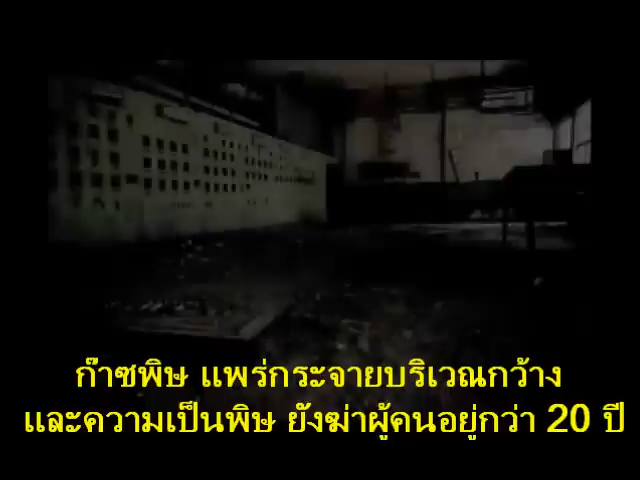 ก๊าซพิษ แพร่กระจายบริเวณกว้าง
และความเป็นพิษ ยังฆ่าผู้คนอยู่กว่า 20 ปี